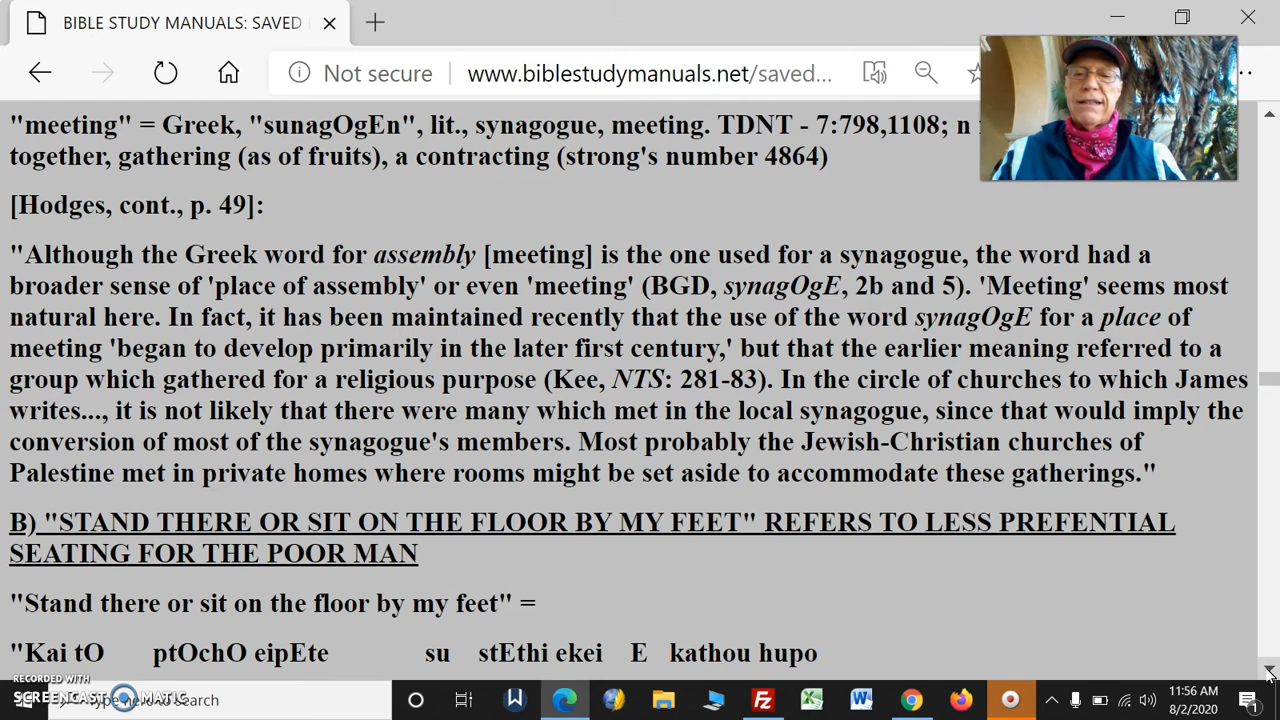 BIBLE STUDY MANUALS: SAVED
Not secure
www.biblestudymanuals.net/saved...
"meeting" = Greek, "sunagOgEn", lit., synagogue, meeting. TDNT - 7:798,1108; n
together, gathering (as of fruits), a contracting (strong's number 4864)
[Hodges, cont., p. 49]:
"Although the Greek word for assembly [meeting] is the one used for a synagogue, the word had a
broader sense of 'place of assembly' or even 'meeting' (BGD, synagOgE, 2b and 5). 'Meeting' seems most
natural here. In fact, it has been maintained recently that the use of the word synagOgE for a place of
meeting 'began to develop primarily in the later first century,' but that the earlier meaning referred to a
group which gathered for a religious purpose (Kee, NTS: 281-83). In the circle of churches to which James
writes..., it is not likely that there were many which met in the local synagogue, since that would imply the
conversion of most of the synagogue's members. Most probably the Jewish-Christian churches of
Palestine met in private homes where rooms might be set aside to accommodate these gatherings."
B) "STAND THERE OR SIT ON THE FLOOR BY MY FEET" REFERS TO LESS PREFENTIAL
SEATING FOR THE POOR MAN
"Stand there or sit on the floor by my feet" =
"Kai tO ptOchO eipEte su stEthi ekei E kathou hupo
RECORDED WITH
SCREENCAST-O-MATIC
Type here to search
11:56 AM
8/2/2020
1